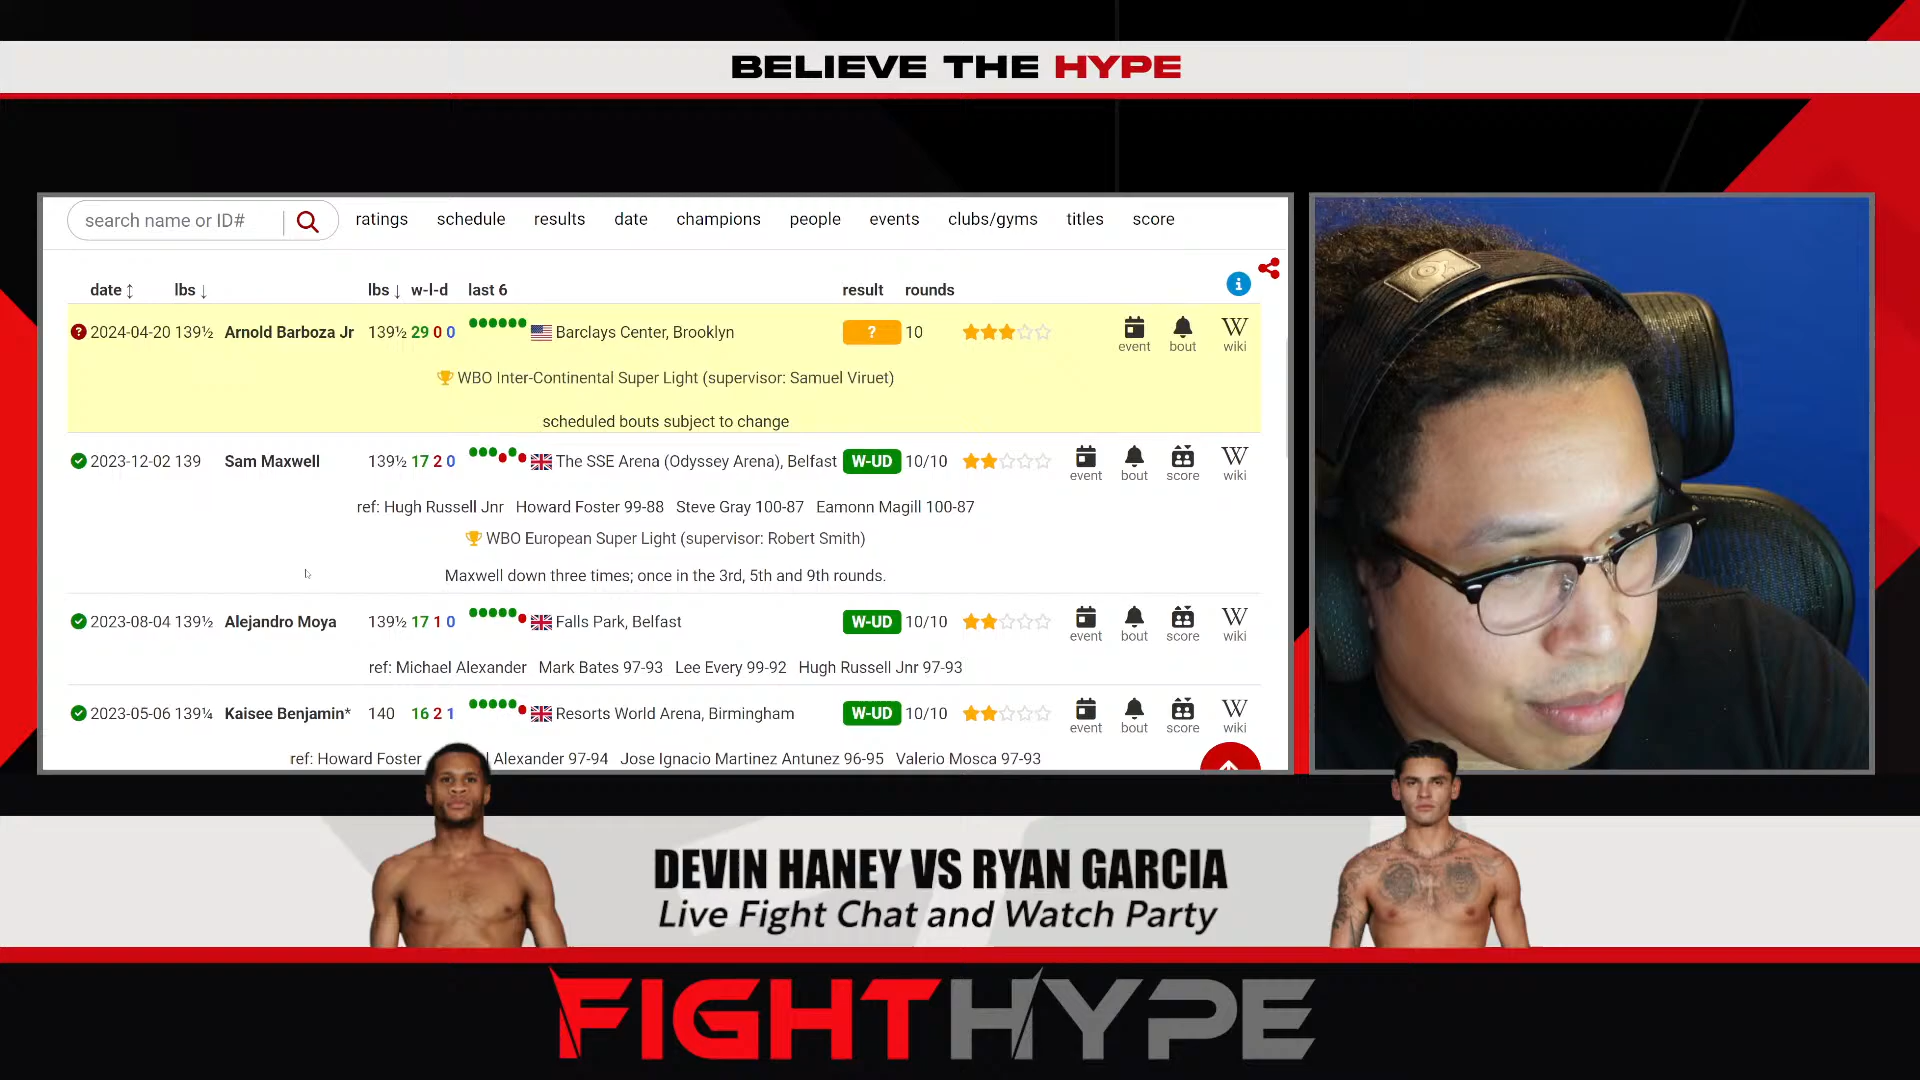 BELIEVE THE HYPE
search name or ID# ratings schedule results date champions people events clubs/gyms titles score
date lbs lbs w-l-d last 6 result rounds
2024-04-20 139½ Arnold Barboza Jr 139½ 29 0 0 Barclays Center, Brooklyn ? 10 event bout wiki
WBO Inter-Continental Super Light (supervisor: Samuel Viruet)
scheduled bouts subject to change
2023-12-02 139 Sam Maxwell 139½ 17 2 0 The SSE Arena (Odyssey Arena), Belfast W-UD 10/10 event bout score wiki
ref: Hugh Russell Jnr Howard Foster 99-88 Steve Gray 100-87 Eamonn Magill 100-87
WBO European Super Light (supervisor: Robert Smith)
Maxwell down three times; once in the 3rd, 5th and 9th rounds.
2023-08-04 139½ Alejandro Moya 139½ 17 1 0 Falls Park, Belfast W-UD 10/10 event bout score wiki
ref: Michael Alexander Mark Bates 97-93 Lee Every 99-92 Hugh Russell Jnr 97-93
2023-05-06 139¼ Kaisee Benjamin* 140 16 2 1 Resorts World Arena, Birmingham W-UD 10/10 event bout score wiki
ref: Howard Foster Alexander 97-94 Jose Ignacio Martinez Antunez 96-95 Valerio Mosca 97-93
DEVIN HANEY VS RYAN GARCIA
Live Fight Chat and Watch Party
FIGHTHYPE